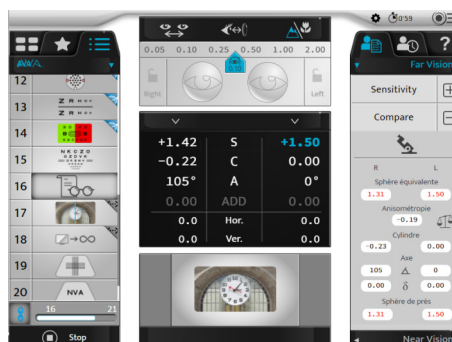 0'59
0.05 0.10 0.25 0.50 1.00 2.00
0.10
Right
Left
?
Far Vision
12
13
Z R H O V
14
15
N K C Z O
16
17
18
→∞
19
20 NVA
16 21
Stop
+1.42 S +1.50
−0.22 C 0.00
105° A 0°
0.00 ADD 0.00
0.0 Hor. 0.0
0.0 Ver. 0.0
Sensitivity
Compare
R L
Sphère équivalente
1.31 1.50
Anisométropie
−0.19
Cylindre
−0.23 0.00
Axe
105 0
0.00 δ 0.00
Sphère de près
1.31 1.50
Near Vision